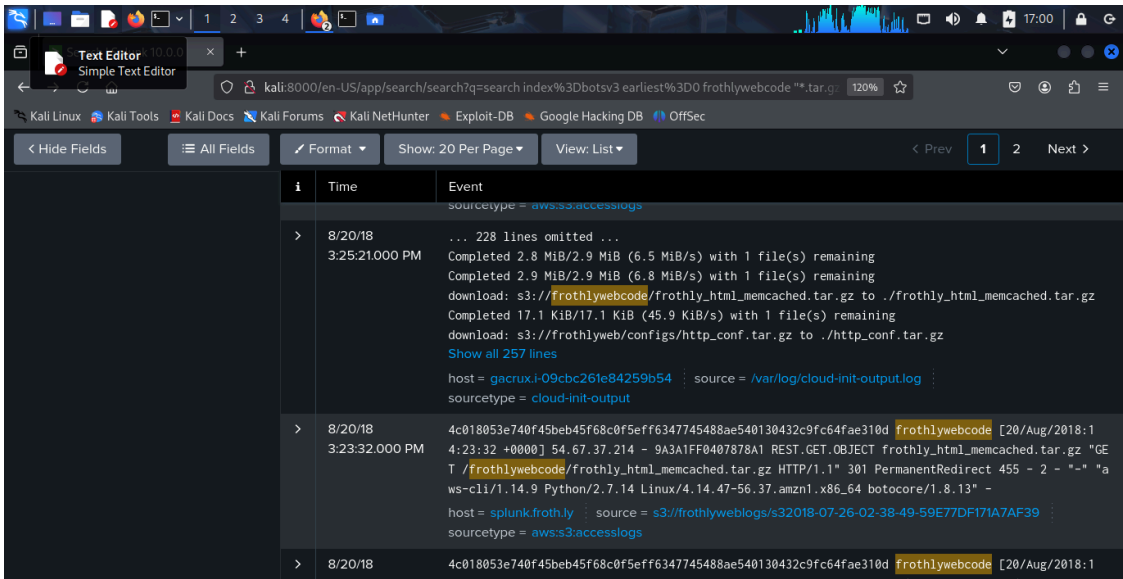 1 2 3 4 2 17:00
10.0.0
Text Editor
Simple Text Editor
kali:8000/en-US/app/search/search?q=search index%3Dbotsv3 earliest%3D0 frothlywebcode "*.tar.gz 120%
Kali Linux Kali Tools Kali Docs Kali Forums Kali NetHunter Exploit-DB Google Hacking DB OffSec
< Hide Fields All Fields Format Show: 20 Per Page View: List < Prev 1 2 Next >
i Time Event
sourcetype = aws:s3:accesslogs
> 8/20/18 ... 228 lines omitted ...
3:25:21.000 PM Completed 2.8 MiB/2.9 MiB (6.5 MiB/s) with 1 file(s) remaining
Completed 2.9 MiB/2.9 MiB (6.8 MiB/s) with 1 file(s) remaining
download: s3://frothlywebcode/frothly_html_memcached.tar.gz to ./frothly_html_memcached.tar.gz
Completed 17.1 KiB/17.1 KiB (45.9 KiB/s) with 1 file(s) remaining
download: s3://frothlyweb/configs/http_conf.tar.gz to ./http_conf.tar.gz
Show all 257 lines
host = gacrux.i-09cbc261e84259b54 source = /var/log/cloud-init-output.log
sourcetype = cloud-init-output
> 8/20/18 4c018053e740f45beb45f68c0f5eff6347745488ae540130432c9fc64fae310d frothlywebcode [20/Aug/2018:1
3:23:32.000 PM 4:23:32 +0000] 54.67.37.214 - 9A3A1FF0407878A1 REST.GET.OBJECT frothly_html_memcached.tar.gz "GE
T /frothlywebcode/frothly_html_memcached.tar.gz HTTP/1.1" 301 PermanentRedirect 455 - 2 - "-" "a
ws-cli/1.14.9 Python/2.7.14 Linux/4.14.47-56.37.amzn1.x86_64 botocore/1.8.13" -
host = splunk.froth.ly source = s3://frothlyweblogs/s32018-07-26-02-38-49-59E77DF171A7AF39
sourcetype = aws:s3:accesslogs
> 8/20/18 4c018053e740f45beb45f68c0f5eff6347745488ae540130432c9fc64fae310d frothlywebcode [20/Aug/2018:1